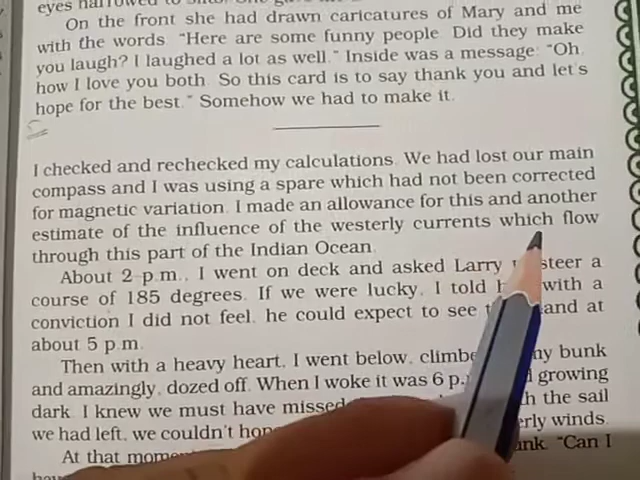 On the front she had drawn caricatures of Mary and me
with the words "Here are some funny people. Did they make
you laugh? I laughed a lot as well." Inside was a message: "Oh,
how I love you both. So this card is to say thank you and let's
hope for the best." Somehow we had to make it.
I checked and rechecked my calculations. We had lost our main
compass and I was using a spare which had not been corrected
for magnetic variation. I made an allowance for this and another
estimate of the influence of the westerly currents which flow
through this part of the Indian Ocean.
About 2 p.m., I went on deck and asked Larry steer a
course of 185 degrees. If we were lucky, I told with a
conviction I did not feel, he could expect to see and at
about 5 p.m.
Then with a heavy heart, I went below, climbe my bunk
and amazingly, dozed off. When I woke it was 6 p. growing
dark. I knew we must have missed the sail
we had left, we couldn't hop erly winds.
At that mome "Can I